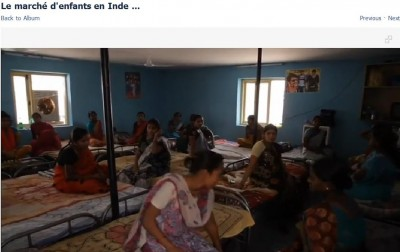 Le marché d'enfants en Inde ...
Back to Album
Previous · Next